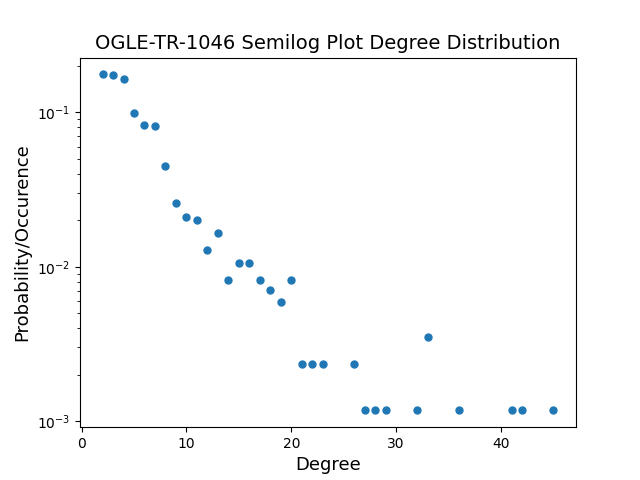 OGLE-TR-1046 Semilog Plot Degree Distribution
Probability/Occurence
10⁻¹
10⁻²
10⁻³
0 10 20 30 40
Degree